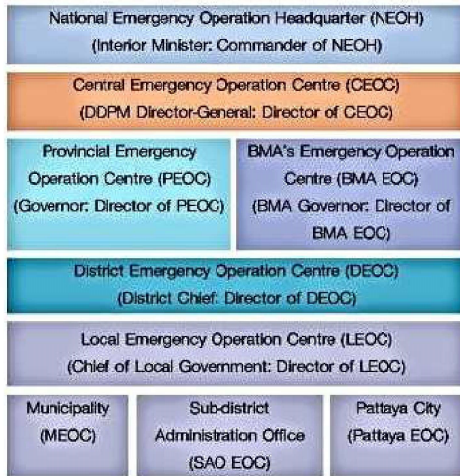 National Emergency Operation Headquarter (NEOH)
(Interior Minister: Commander of NEOH)
Central Emergency Operation Centre (CEOC)
(DDPM Director-General: Director of CEOC)
Provincial Emergency
Operation Centre (PEOC)
(Governor: Director of PEOC)
BMA's Emergency Operation
Centre (BMA EOC)
(BMA Governor: Director of
BMA EOC)
District Emergency Operation Centre (DEOC)
(District Chief: Director of DEOC)
Local Emergency Operation Centre (LEOC)
(Chief of Local Government: Director of LEOC)
Municipality
(MEOC)
Sub-district
Administration Office
(SAO EOC)
Pattaya City
(Pattaya EOC)